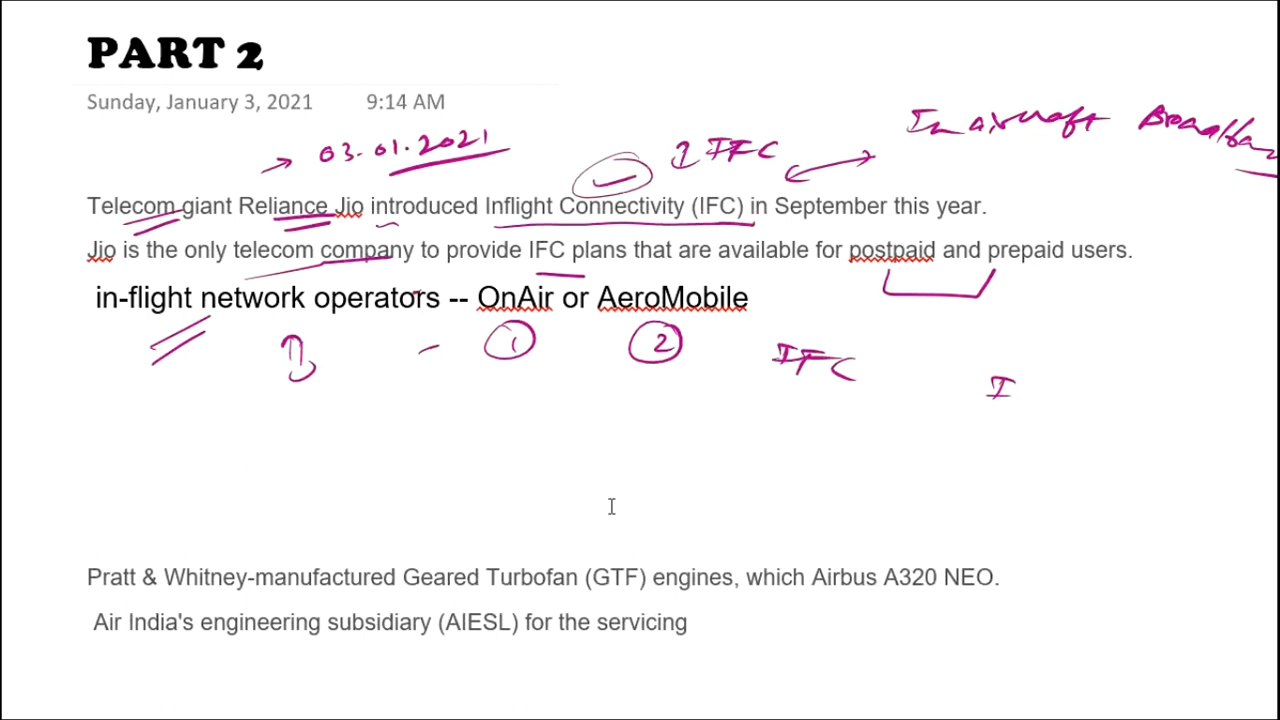 PART 2
Sunday, January 3, 2021 9:14 AM
03.01.2021
IFC
In aircraft
Telecom giant Reliance Jio introduced Inflight Connectivity (IFC) in September this year.
Jio is the only telecom company to provide IFC plans that are available for postpaid and prepaid users.
in-flight network operators -- OnAir or AeroMobile
1 2 IFC
I
Pratt & Whitney-manufactured Geared Turbofan (GTF) engines, which Airbus A320 NEO.
Air India's engineering subsidiary (AIESL) for the servicing